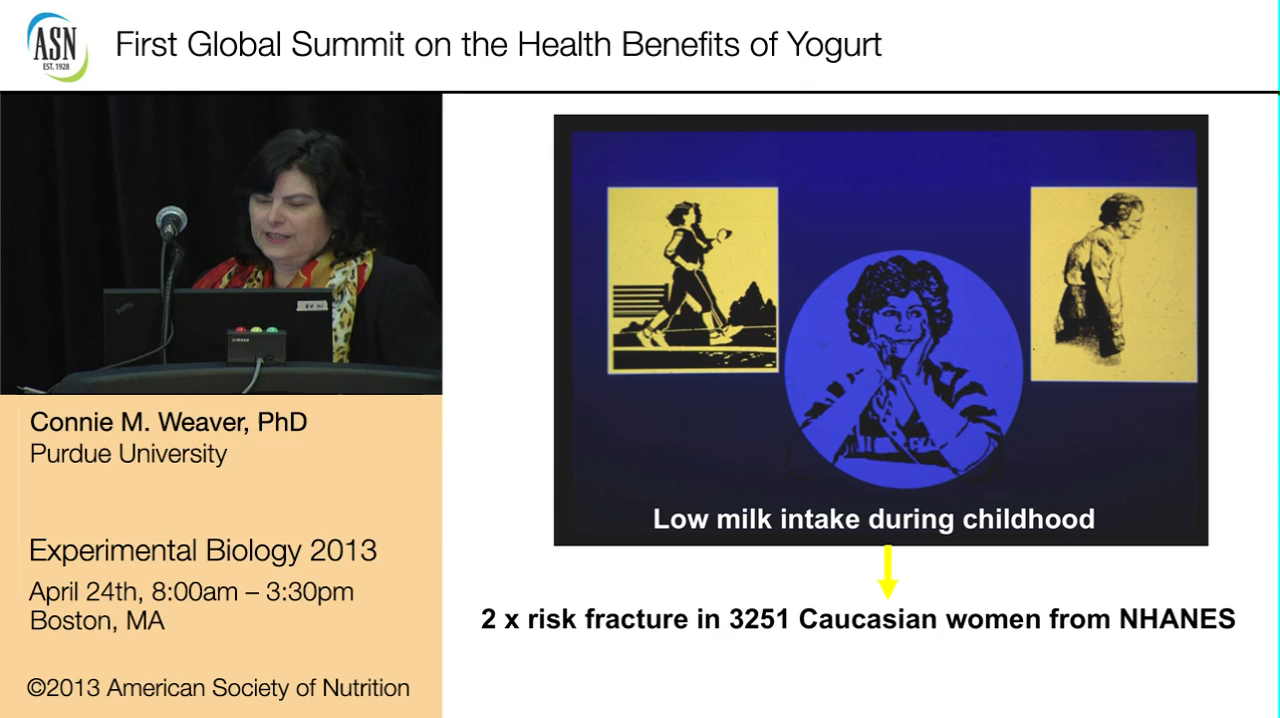 ASN
EST. 1928
First Global Summit on the Health Benefits of Yogurt
Connie M. Weaver, PhD
Purdue University
Experimental Biology 2013
April 24th, 8:00am – 3:30pm
Boston, MA
©2013 American Society of Nutrition
Low milk intake during childhood
2 x risk fracture in 3251 Caucasian women from NHANES